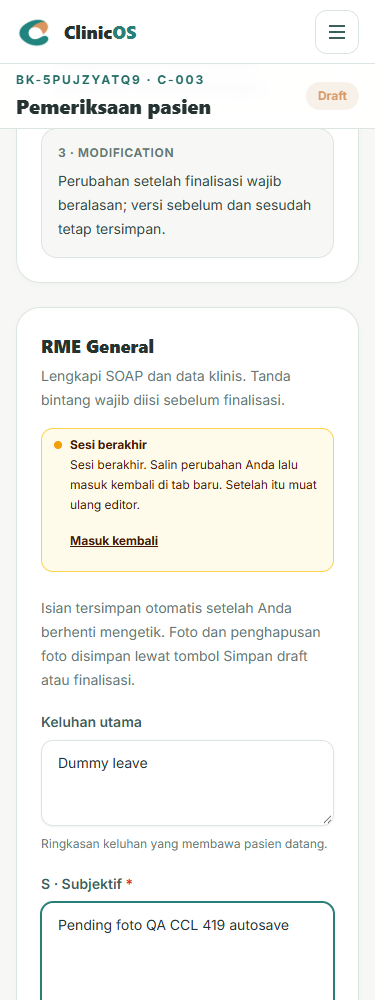 ClinicOS
BK-5PUJZYATQ9 · C-003
Pemeriksaan pasien
Draft
3 · MODIFICATION
Perubahan setelah finalisasi wajib
beralasan; versi sebelum dan sesudah
tetap tersimpan.
RME General
Lengkapi SOAP dan data klinis. Tanda
bintang wajib diisi sebelum finalisasi.
Sesi berakhir
Sesi berakhir. Salin perubahan Anda lalu
masuk kembali di tab baru. Setelah itu muat
ulang editor.
Masuk kembali
Isian tersimpan otomatis setelah Anda
berhenti mengetik. Foto dan penghapusan
foto disimpan lewat tombol Simpan draft
atau finalisasi.
Keluhan utama
Dummy leave
Ringkasan keluhan yang membawa pasien datang.
S · Subjektif *
Pending foto QA CCL 419 autosave